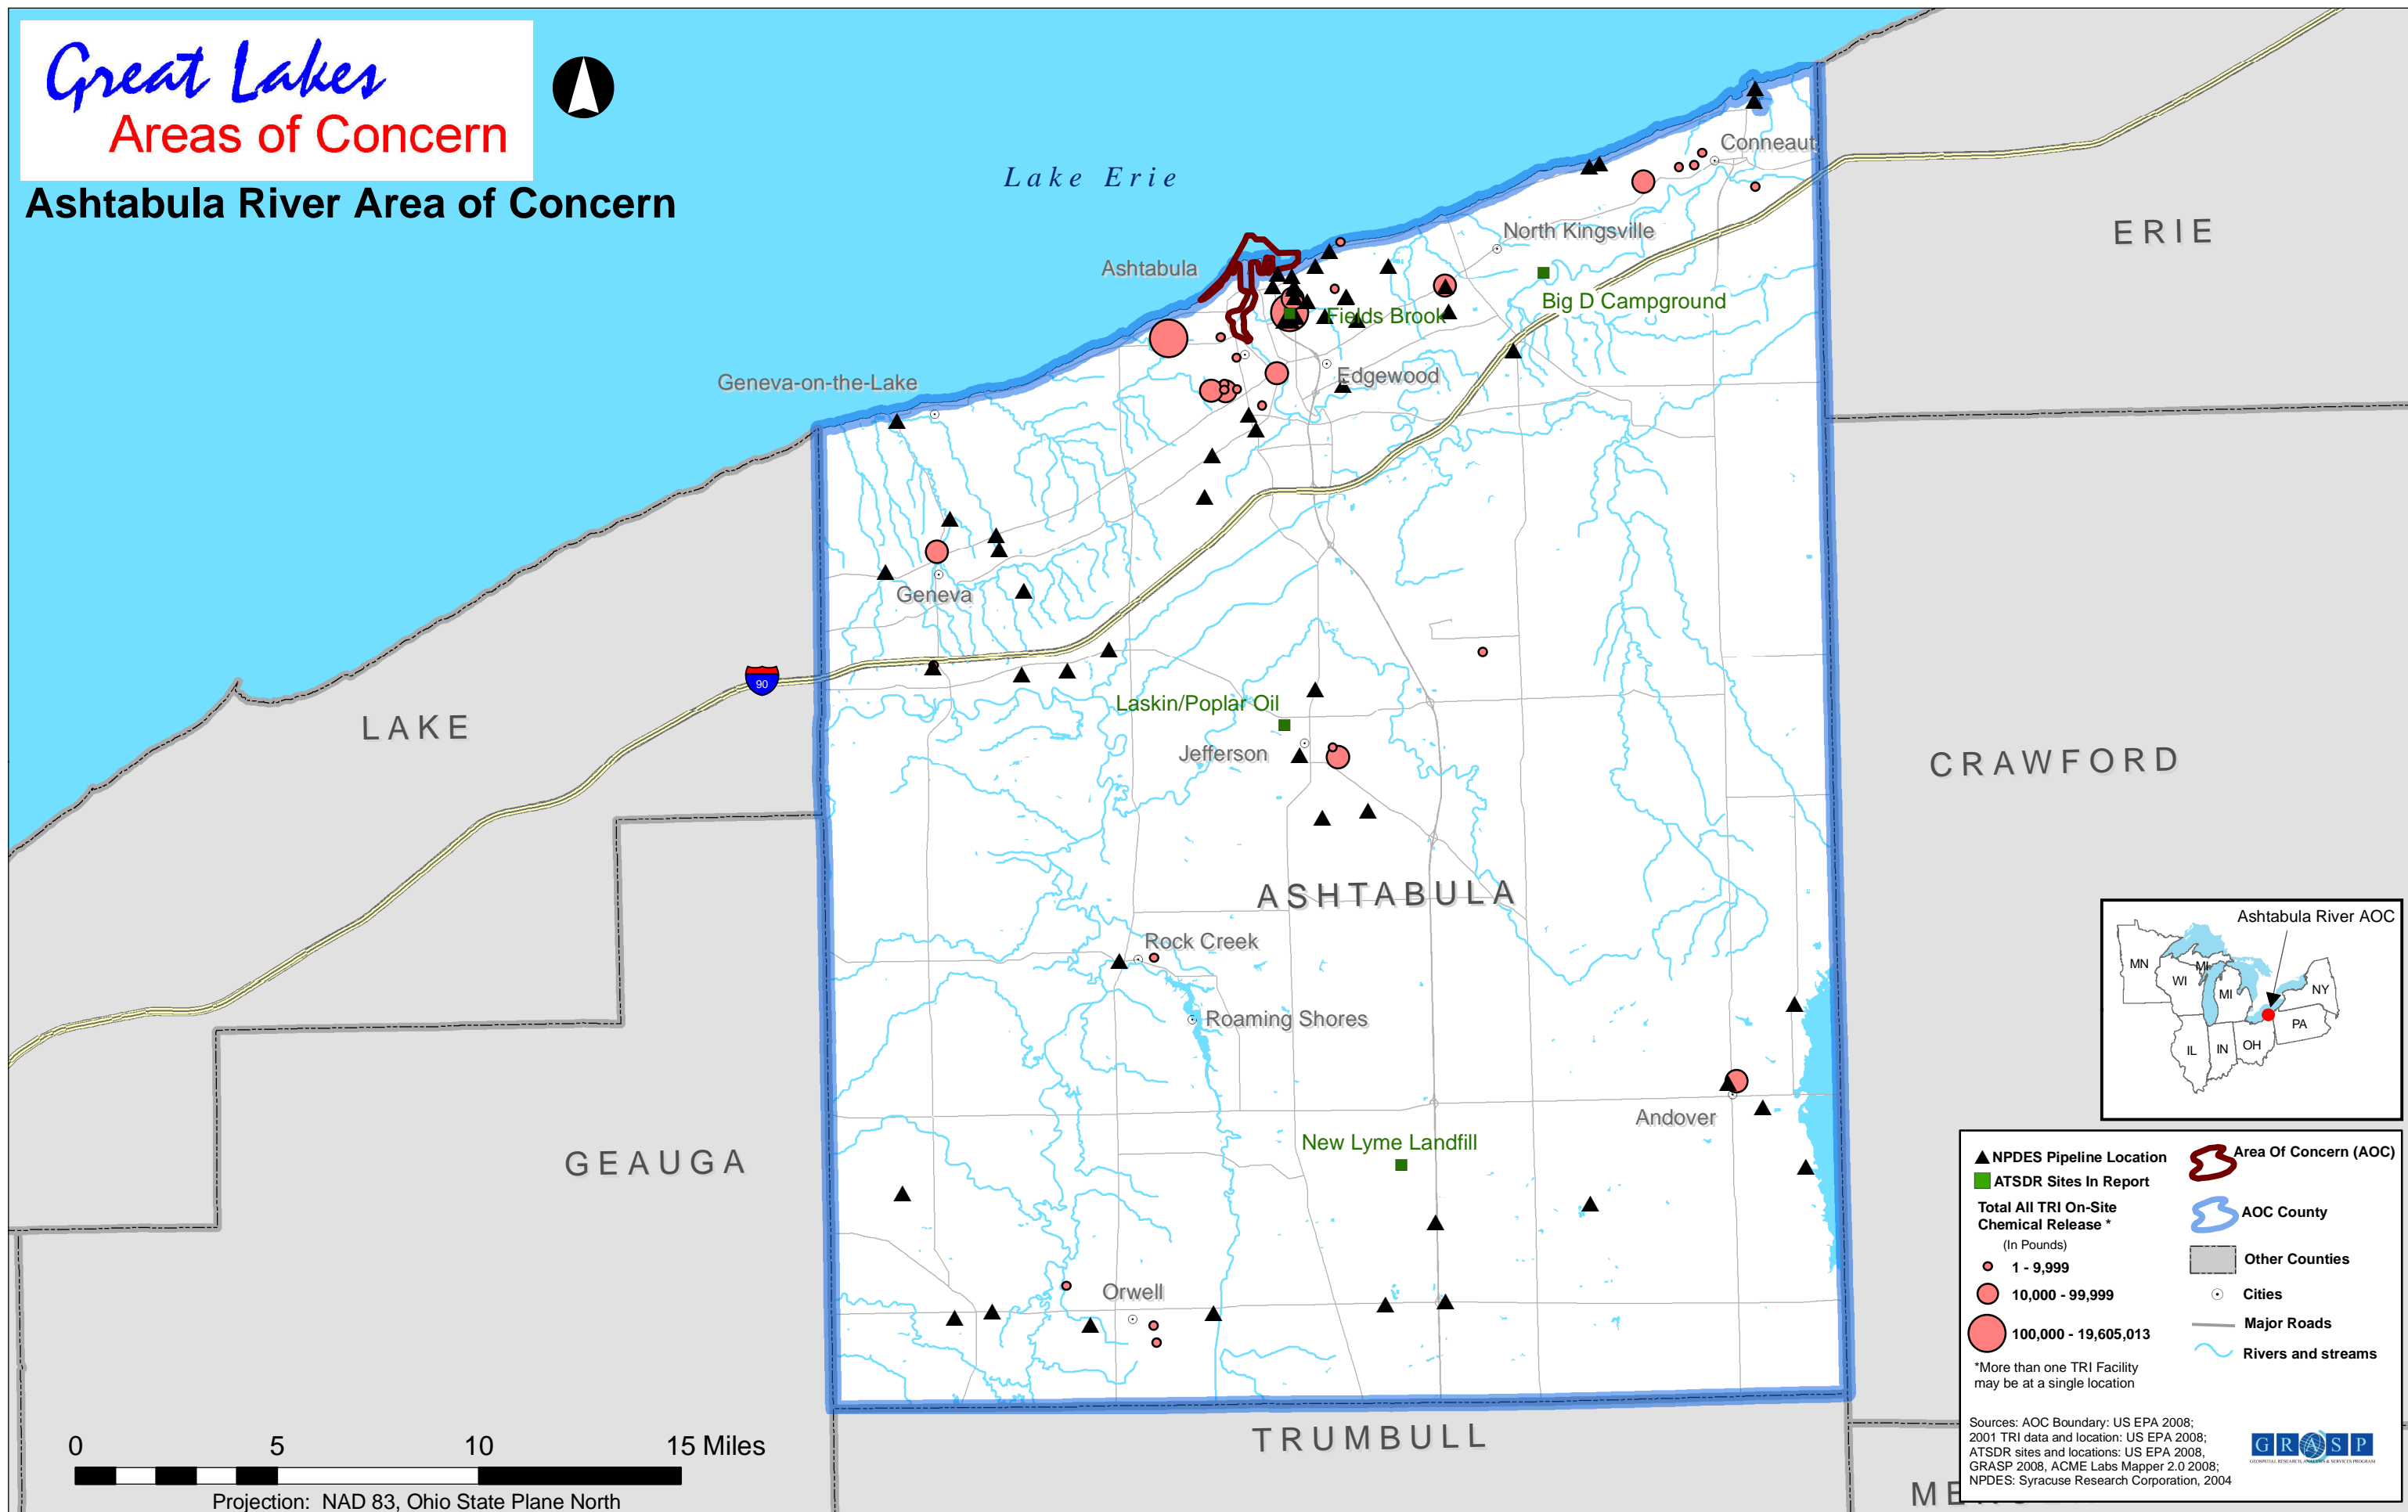 Great Lakes
Areas of Concern
Ashtabula River Area of Concern
Lake Erie
Conneaut
North Kingsville
ERIE
Ashtabula
Big D Campground
Fields Brook
Geneva-on-the-Lake
Edgewood
Geneva
90
Laskin/Poplar Oil
LAKE
Jefferson
CRAWFORD
ASHTABULA
Rock Creek
Roaming Shores
Andover
New Lyme Landfill
GEAUGA
Orwell
TRUMBULL
0 5 10 15 Miles
Projection: NAD 83, Ohio State Plane North
Ashtabula River AOC
MN
WI
MI
MI
NY
PA
IL
IN
OH
NPDES Pipeline Location
ATSDR Sites In Report
Total All TRI On-Site
Chemical Release *
(In Pounds)
1 - 9,999
10,000 - 99,999
100,000 - 19,605,013
*More than one TRI Facility
may be at a single location
Area Of Concern (AOC)
AOC County
Other Counties
Cities
Major Roads
Rivers and streams
Sources: AOC Boundary: US EPA 2008;
2001 TRI data and location: US EPA 2008;
ATSDR sites and locations: US EPA 2008,
GRASP 2008, ACME Labs Mapper 2.0 2008;
NPDES: Syracuse Research Corporation, 2004
GRASP
GEOSPATIAL RESEARCH, ANALYSIS & SERVICES PROGRAM